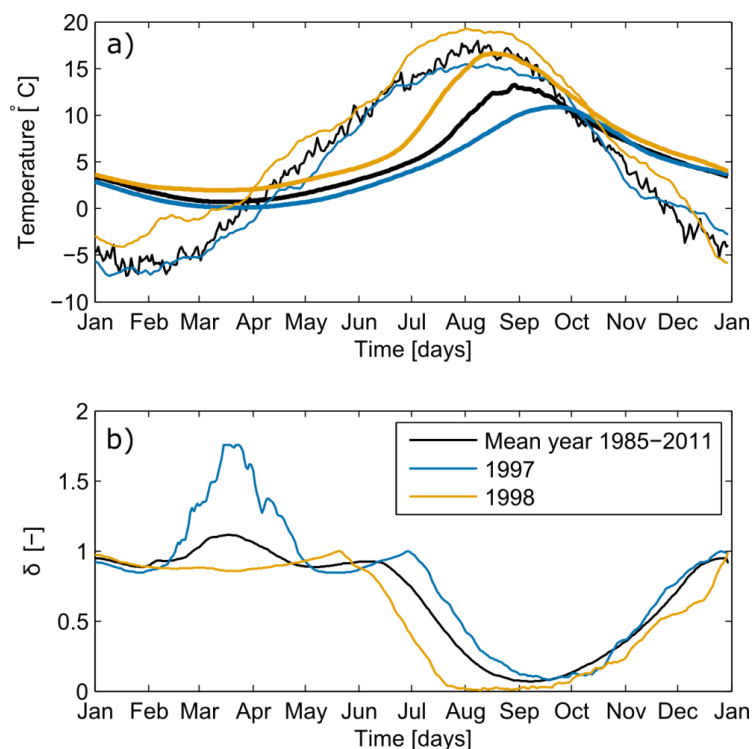 a)
Temperature [°C]
20
15
10
5
0
−5
−10
Jan Feb Mar Apr May Jun Jul Aug Sep Oct Nov Dec Jan
Time [days]
b)
δ [−]
2
1.5
1
0.5
0
Mean year 1985−2011
1997
1998
Jan Feb Mar Apr May Jun Jul Aug Sep Oct Nov Dec Jan
Time [days]